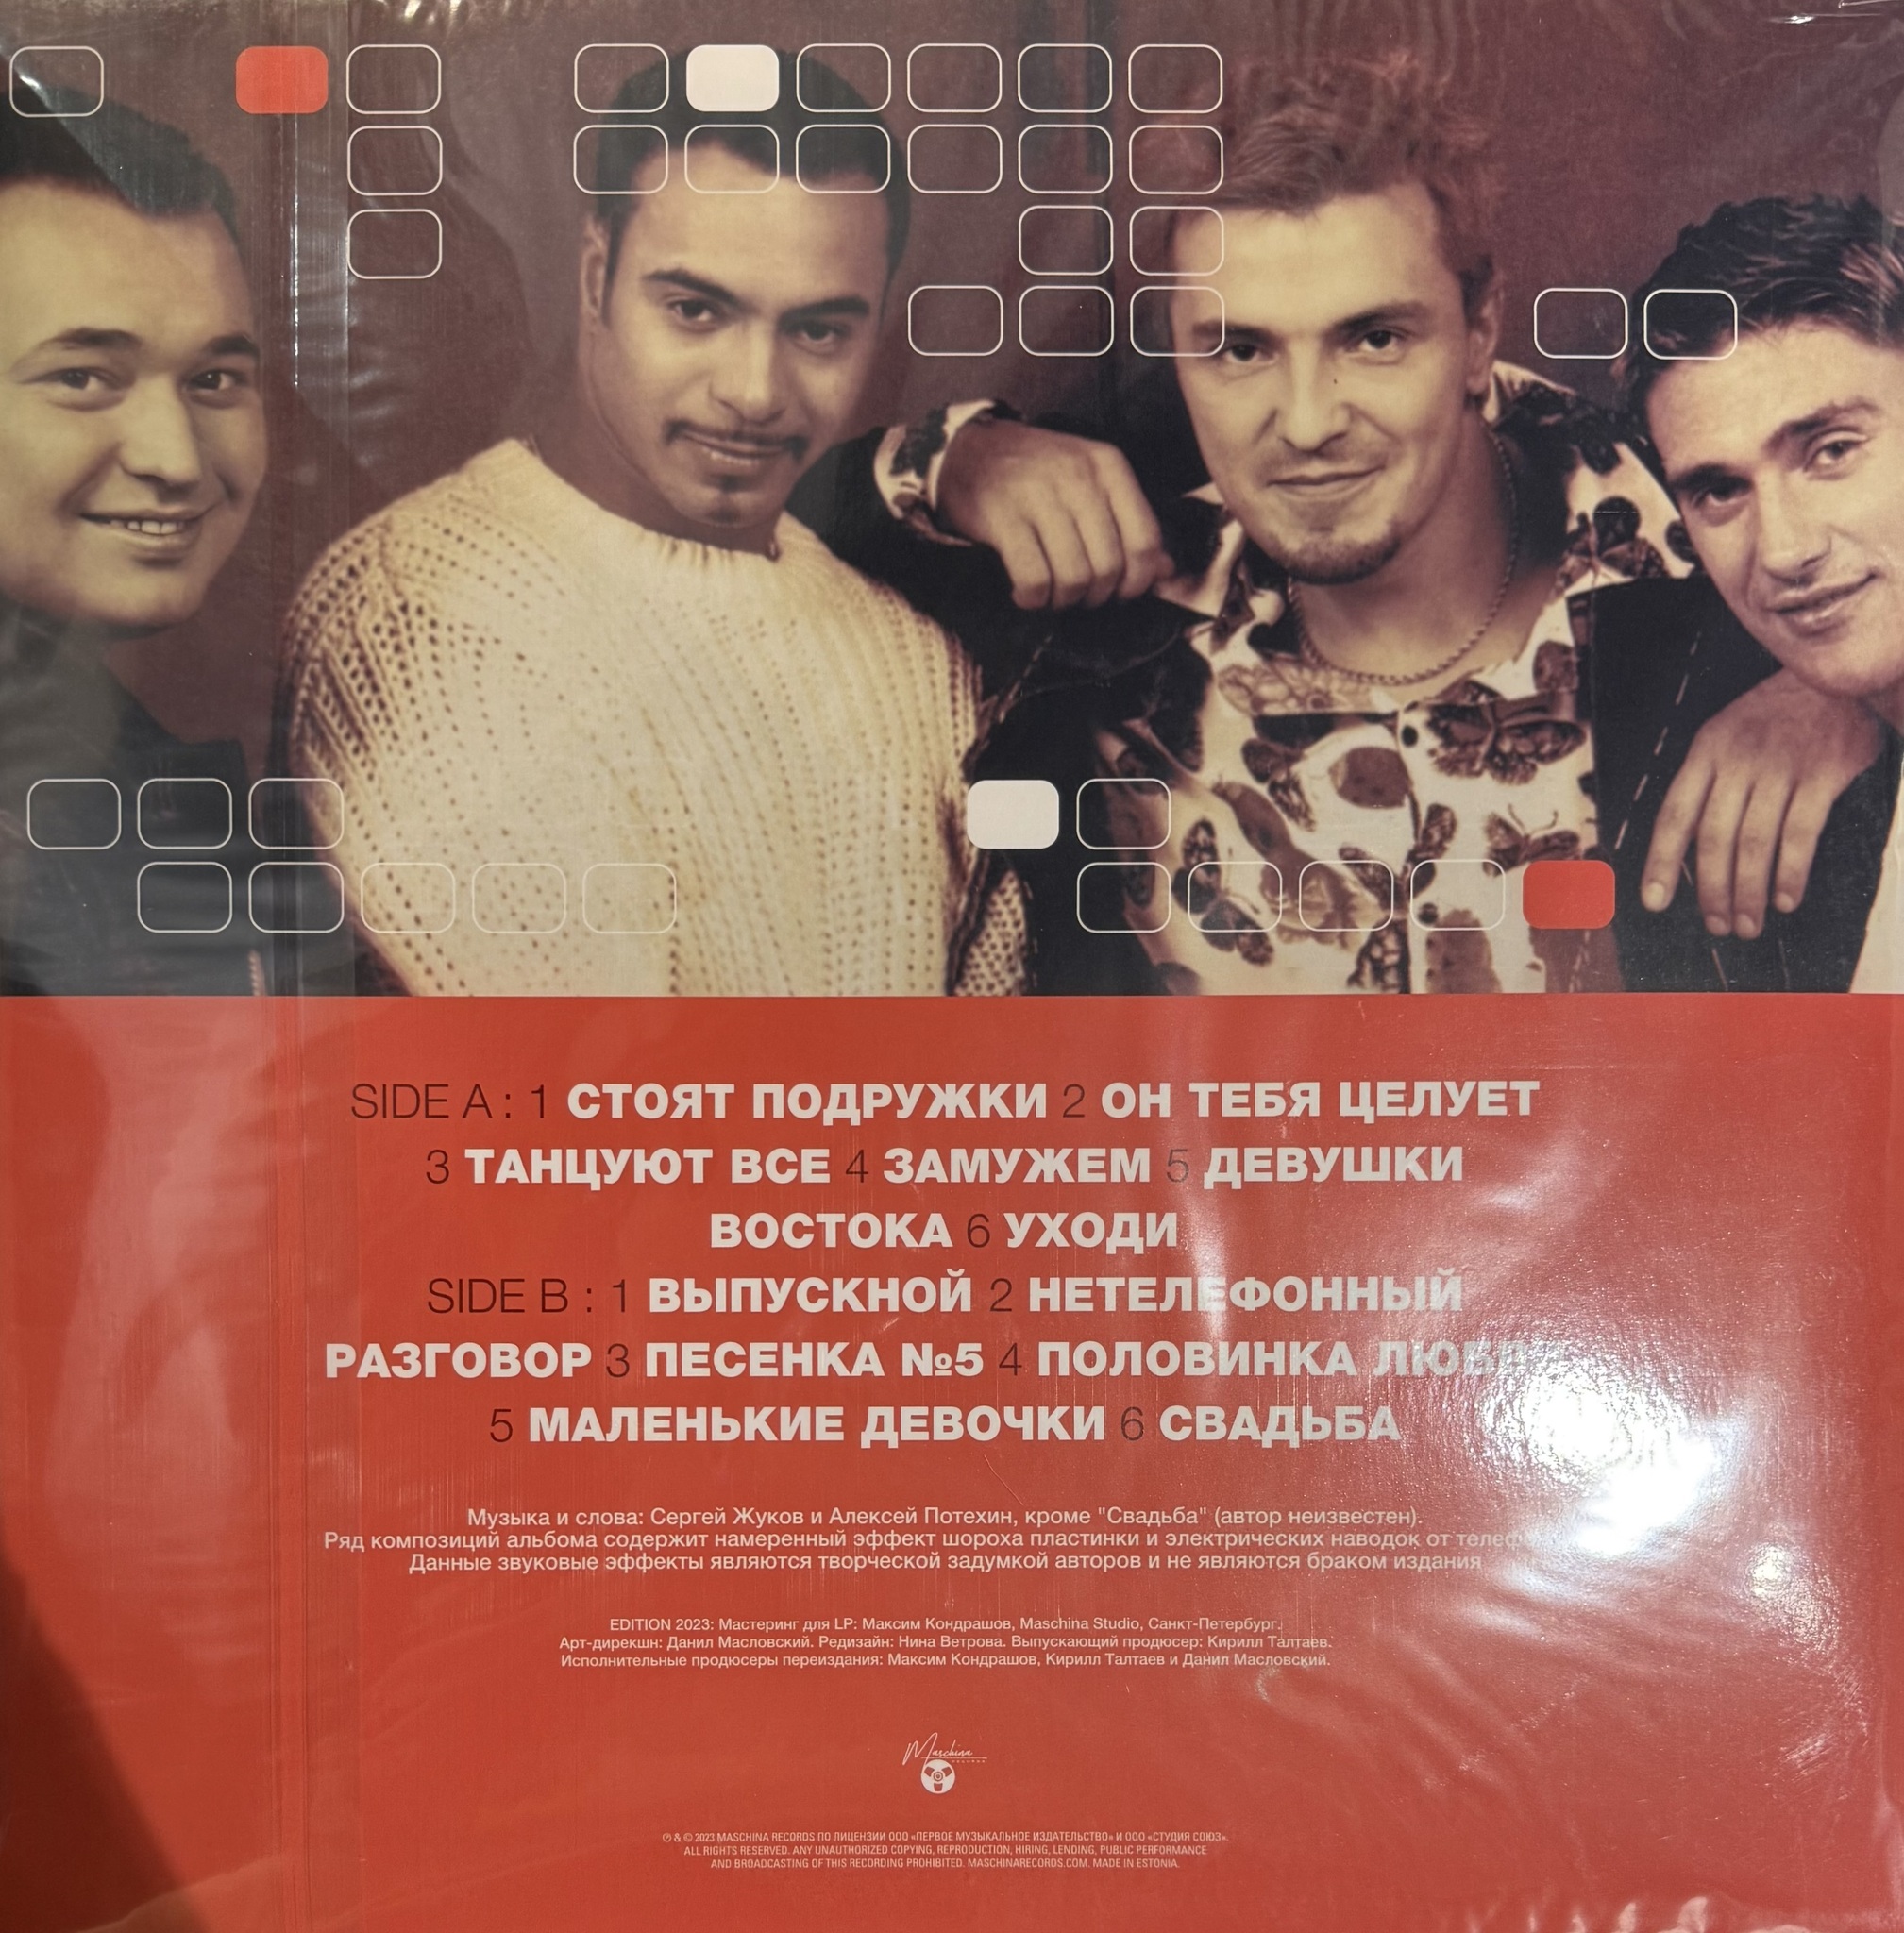 SIDE A : 1 СТОЯТ ПОДРУЖКИ 2 ОН ТЕБЯ ЦЕЛУЕТ
3 ТАНЦУЮТ ВСЕ 4 ЗАМУЖЕМ 5 ДЕВУШКИ
ВОСТОКА 6 УХОДИ
SIDE B : 1 ВЫПУСКНОЙ 2 НЕТЕЛЕФОННЫЙ
РАЗГОВОР 3 ПЕСЕНКА №5 4 ПОЛОВИНКА
5 МАЛЕНЬКИЕ ДЕВОЧКИ 6 СВАДЬБА
Музыка и слова: Сергей Жуков и Алексей Потехин, кроме "Свадьба" (автор неизвестен).
Ряд композиций альбома содержит намеренный эффект шороха пластинки и электрических наводок от
Данные звуковые эффекты являются творческой задумкой авторов и не являются браком издания
EDITION 2023: Мастеринг для LP: Максим Кондрашов, Maschina Studio, Санкт-Петербург.
Арт-дирекшн: Данил Масловский. Редизайн: Нина Ветрова. Выпускающий продюсер: Кирилл Талтаев.
Исполнительные продюсеры переиздания: Максим Кондрашов, Кирилл Талтаев и Данил Масловский.
Maschina
RECORDS
℗ & © 2023 MASCHINA RECORDS ПО ЛИЦЕНЗИИ ООО «ПЕРВОЕ МУЗЫКАЛЬНОЕ ИЗДАТЕЛЬСТВО» И ООО «СТУДИЯ СОЮЗ».
ALL RIGHTS RESERVED. ANY UNAUTHORIZED COPYING, REPRODUCTION, HIRING, LENDING, PUBLIC PERFORMANCE
AND BROADCASTING OF THIS RECORDING PROHIBITED. MASCHINARECORDS.COM. MADE IN ESTONIA.